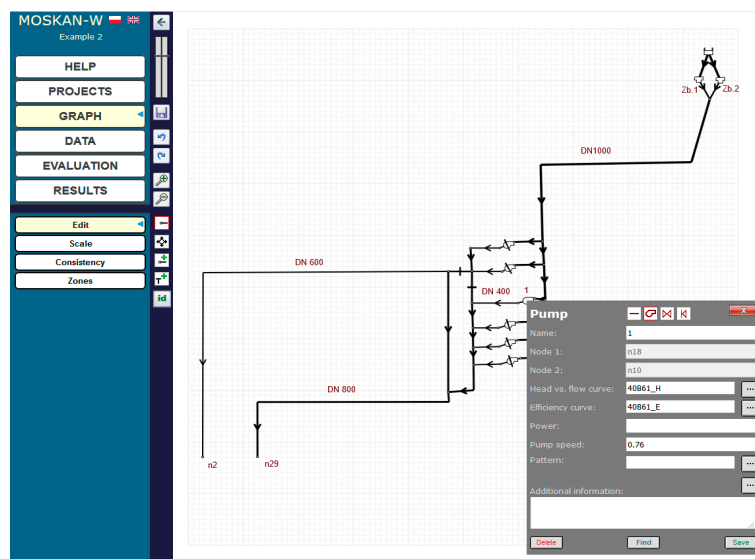 MOSKAN-W
Example 2
HELP
PROJECTS
GRAPH
DATA
EVALUATION
RESULTS
Edit
Scale
Consistency
Zones
T
id
Zb.1
Zb.2
DN1000
DN 600
DN 400
1
DN 800
n2
n29
Pump
x
Name:
1
Node 1:
n18
Node 2:
n10
Head vs. flow curve:
40B61_H
...
Efficiency curve:
40B61_E
...
Power:
Pump speed:
0.76
Pattern:
...
...
Additional information:
Delete
Find
Save